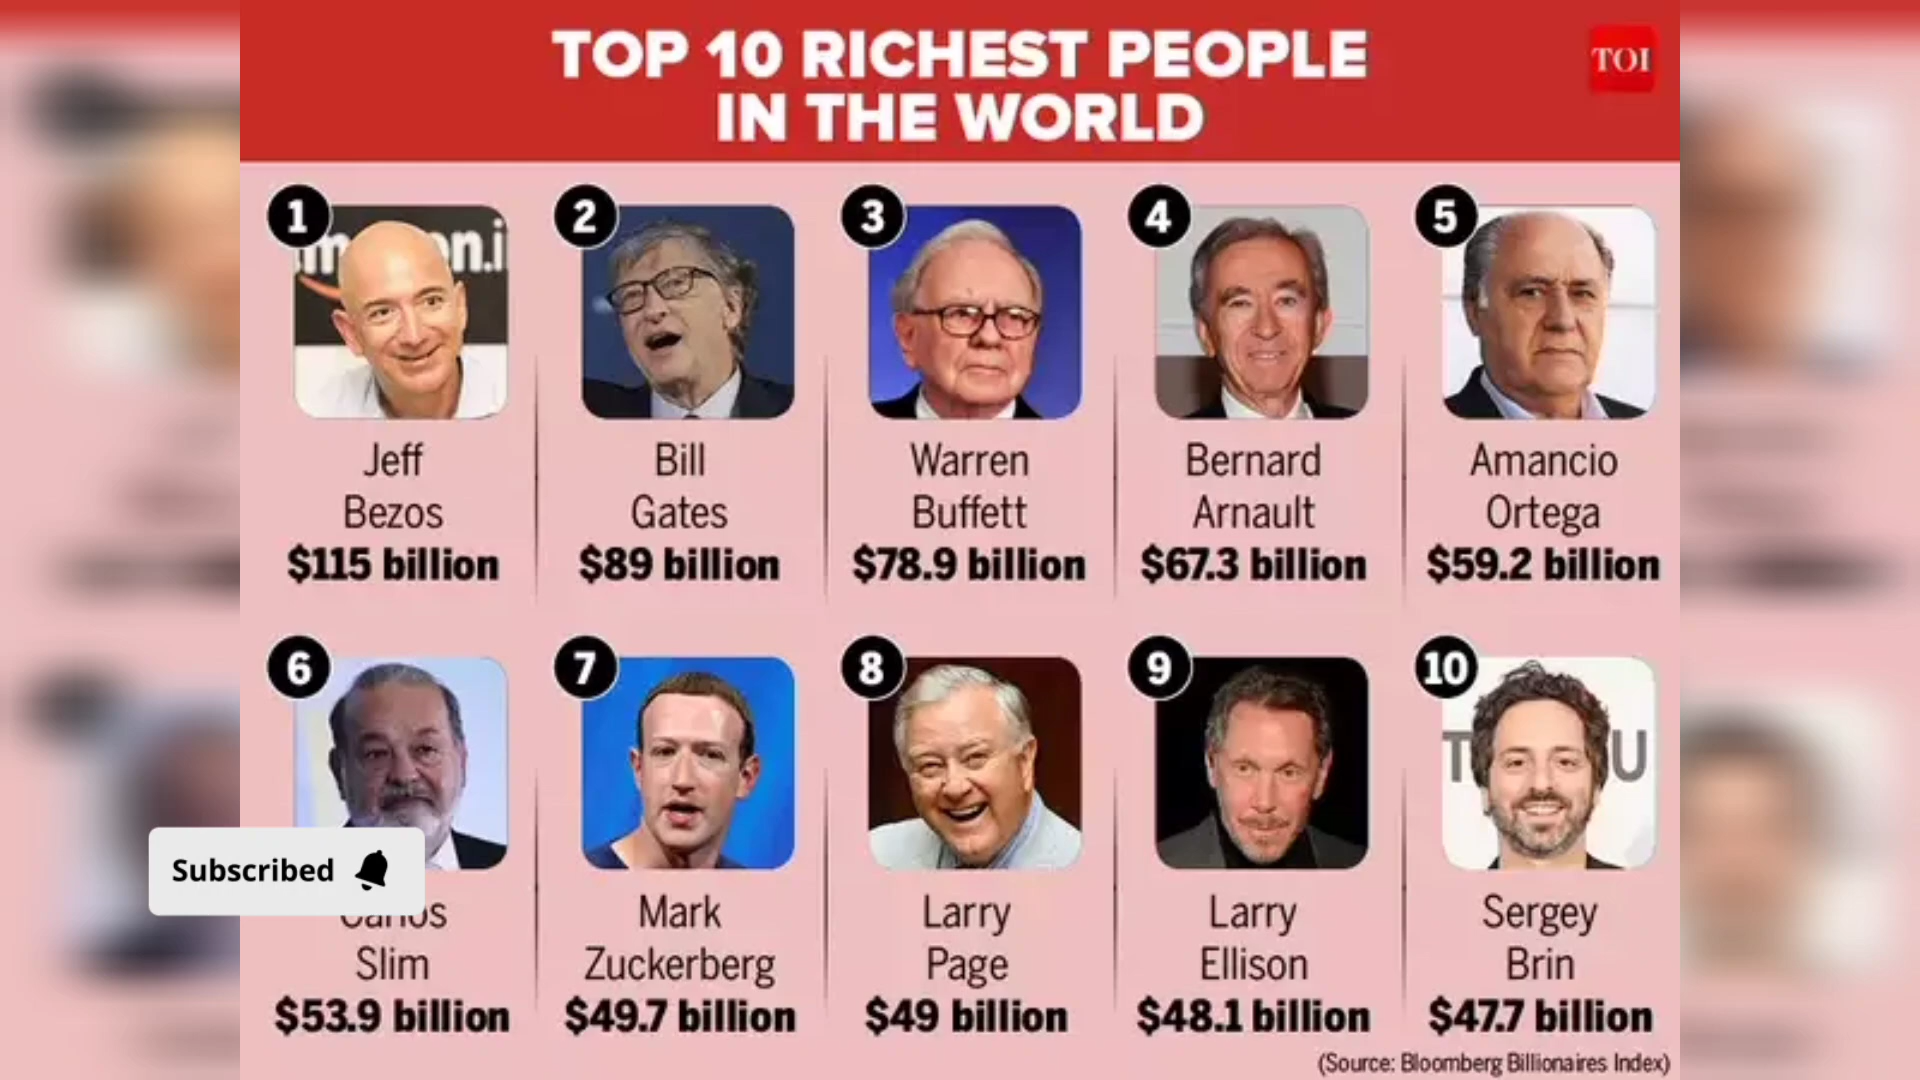 TOP 10 RICHEST PEOPLE
IN THE WORLD
TOI
1
2
3
4
5
Jeff
Bezos
$115 billion
Bill
Gates
$89 billion
Warren
Buffett
$78.9 billion
Bernard
Arnault
$67.3 billion
Amancio
Ortega
$59.2 billion
6
7
8
9
10
Subscribed
Carlos
Slim
$53.9 billion
Mark
Zuckerberg
$49.7 billion
Larry
Page
$49 billion
Larry
Ellison
$48.1 billion
Sergey
Brin
$47.7 billion
(Source: Bloomberg Billionaires Index)